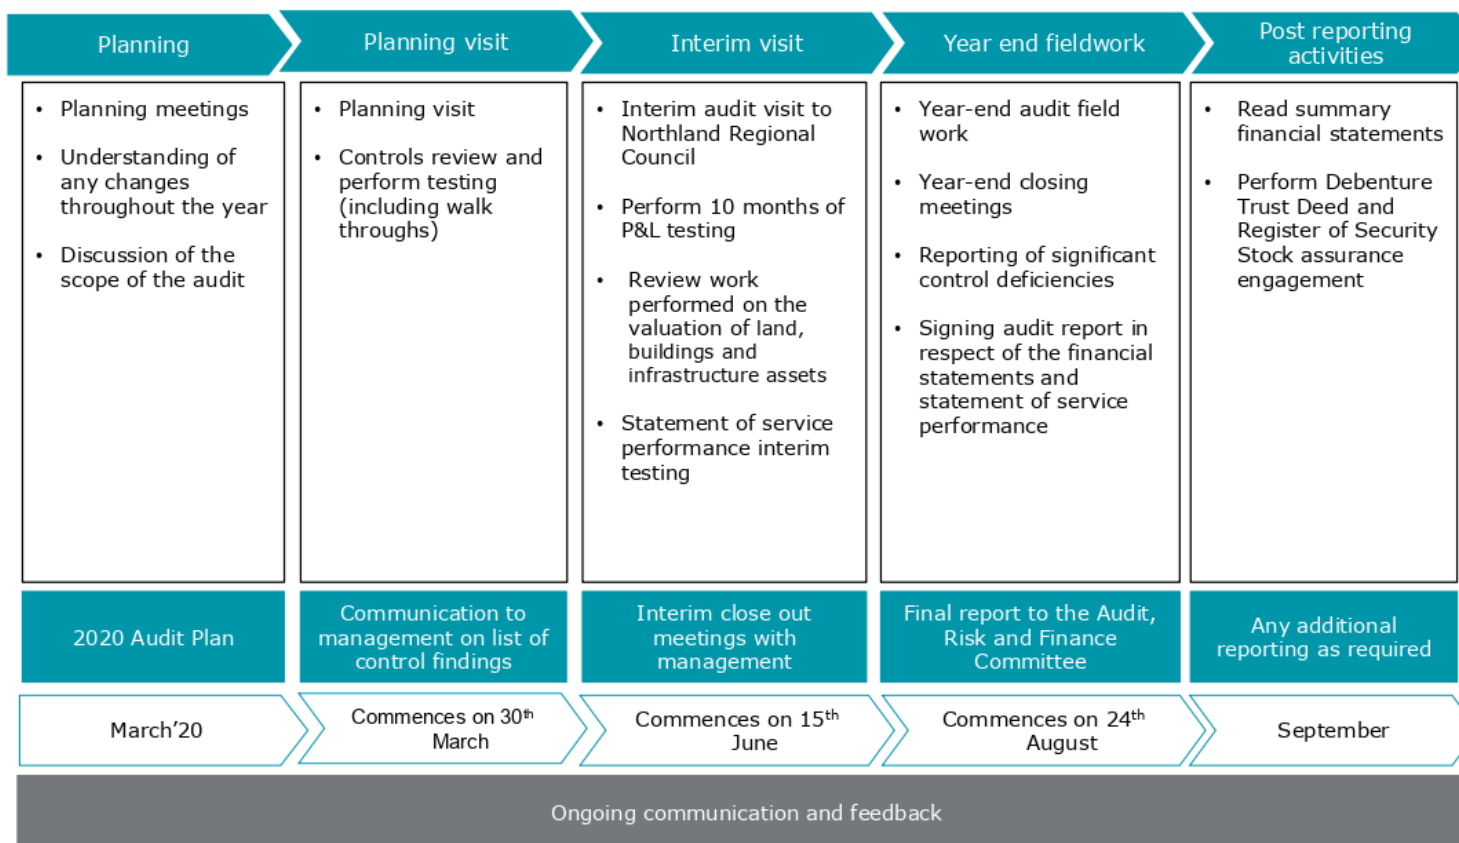 Planning
Planning visit
Interim visit
Year end fieldwork
Post reporting
activities
• Planning meetings
• Understanding of
any changes
throughout the year
• Discussion of the
scope of the audit
• Planning visit
• Controls review and
perform testing
(including walk
throughs)
• Interim audit visit to
Northland Regional
Council
• Perform 10 months of
P&L testing
• Review work
performed on the
valuation of land,
buildings and
infrastructure assets
• Statement of service
performance interim
testing
• Year-end audit field
work
• Year-end closing
meetings
• Reporting of significant
control deficiencies
• Signing audit report in
respect of the financial
statements and
statement of service
performance
• Read summary
financial statements
• Perform Debenture
Trust Deed and
Register of Security
Stock assurance
engagement
2020 Audit Plan
Communication to
management on list of
control findings
Interim close out
meetings with
management
Final report to the Audit,
Risk and Finance
Committee
Any additional
reporting as required
March'20
Commences on 30th
March
Commences on 15th
June
Commences on 24th
August
September
Ongoing communication and feedback